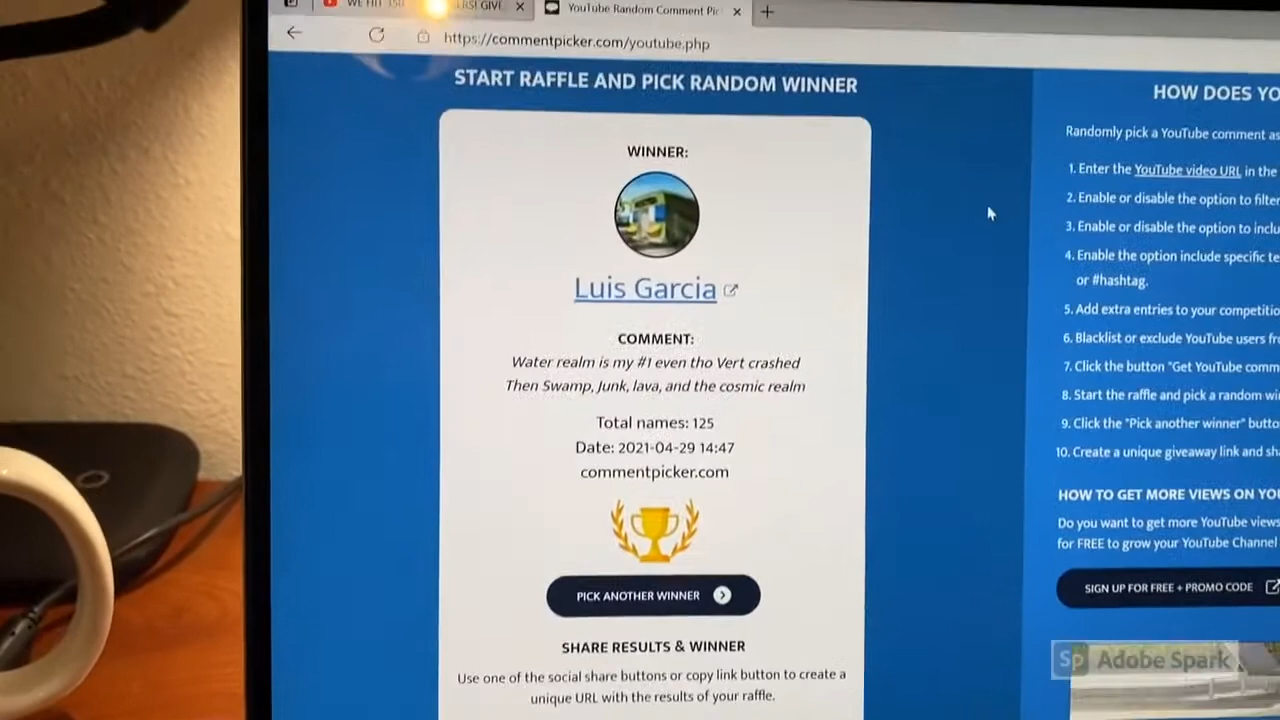 WE HIT 150
RS! GIVE
YouTube Random Comment Pic
https://commentpicker.com/youtube.php
START RAFFLE AND PICK RANDOM WINNER
WINNER:
Luis Garcia
COMMENT:
Water realm is my #1 even tho Vert crashed
Then Swamp, Junk, lava, and the cosmic realm
Total names: 125
Date: 2021-04-29 14:47
commentpicker.com
PICK ANOTHER WINNER
SHARE RESULTS & WINNER
Use one of the social share buttons or copy link button to create a
unique URL with the results of your raffle.
HOW DOES YO
Randomly pick a YouTube comment as
1. Enter the YouTube video URL in the
2. Enable or disable the option to filter
3. Enable or disable the option to inclu
4. Enable the option include specific te
or #hashtag.
5. Add extra entries to your competitio
6. Blacklist or exclude YouTube users fr
7. Click the button "Get YouTube comm
8. Start the raffle and pick a random wi
9. Click the "Pick another winner" butto
10. Create a unique giveaway link and sha
HOW TO GET MORE VIEWS ON YOU
Do you want to get more YouTube views
for FREE to grow your YouTube Channel
SIGN UP FOR FREE + PROMO CODE
Sp Adobe Spark